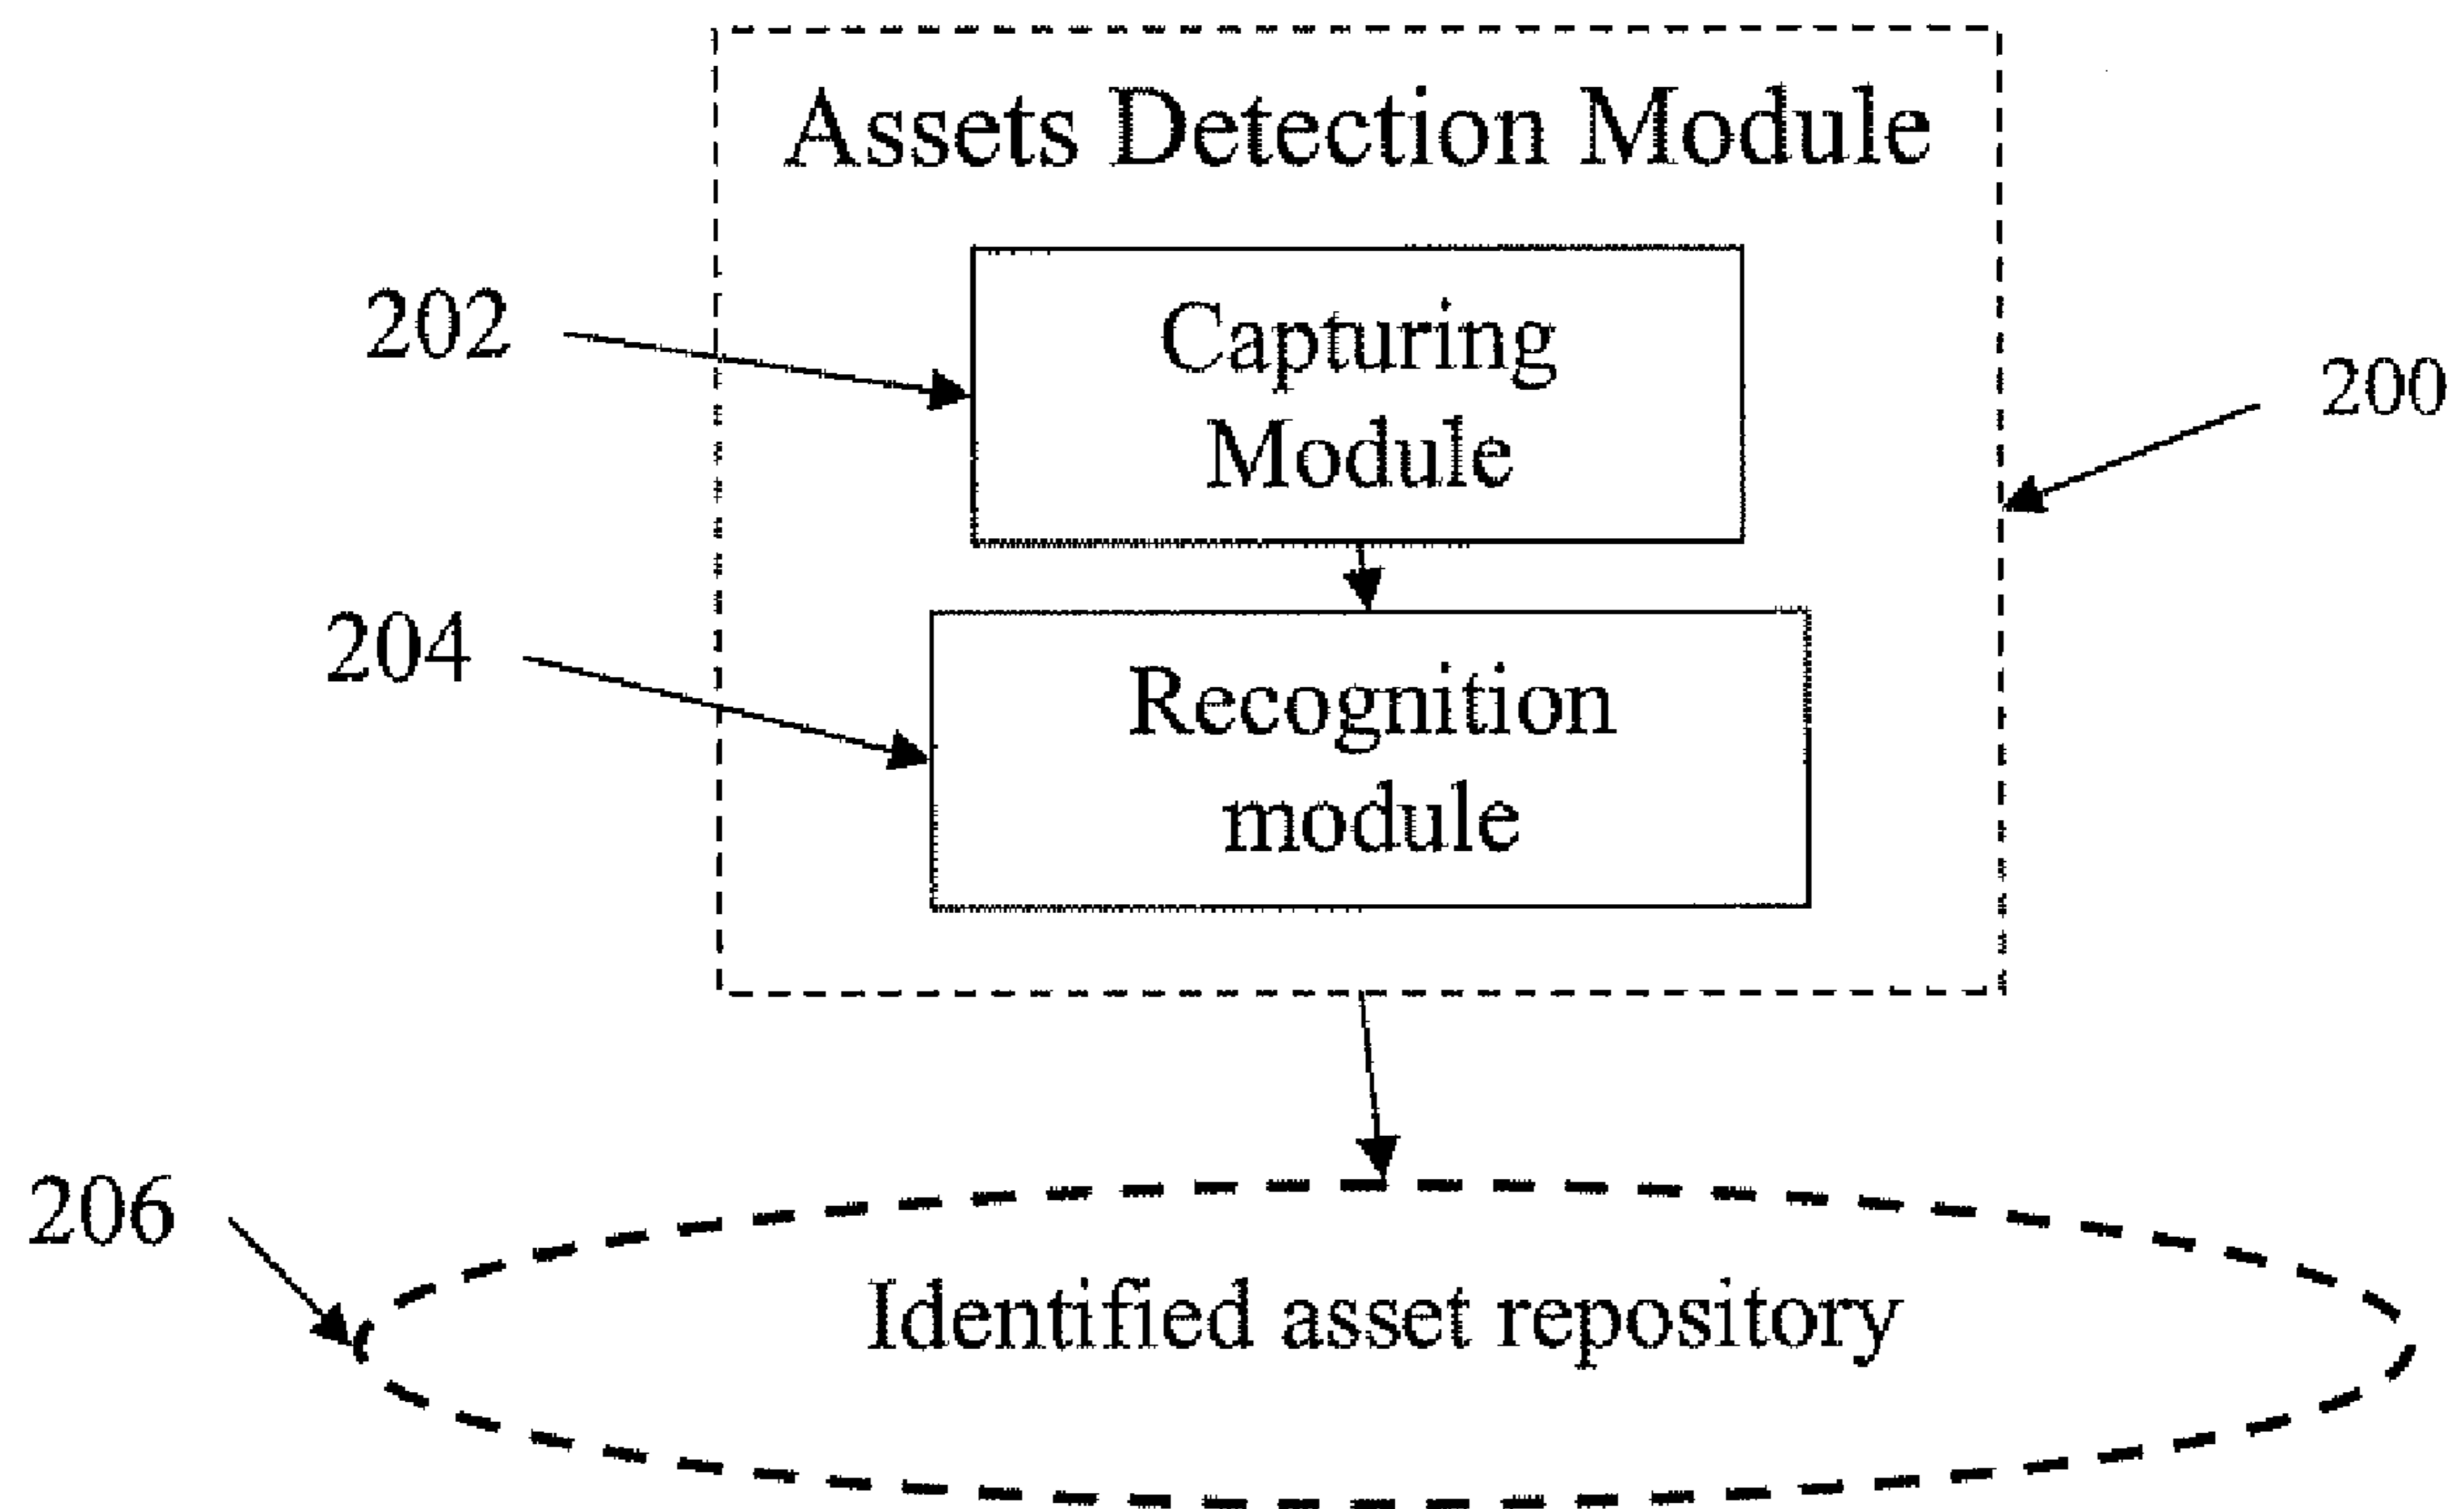 Assets Detection Module
202
Capturing
Module
200
204
Recognition
module
206
Identified asset repository